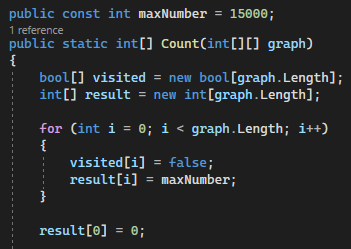 public const int maxNumber = 15000;
1 reference
public static int[] Count(int[][] graph)
{
    bool[] visited = new bool[graph.Length];
    int[] result = new int[graph.Length];
    for (int i = 0; i < graph.Length; i++)
    {
        visited[i] = false;
        result[i] = maxNumber;
    }
    result[0] = 0;